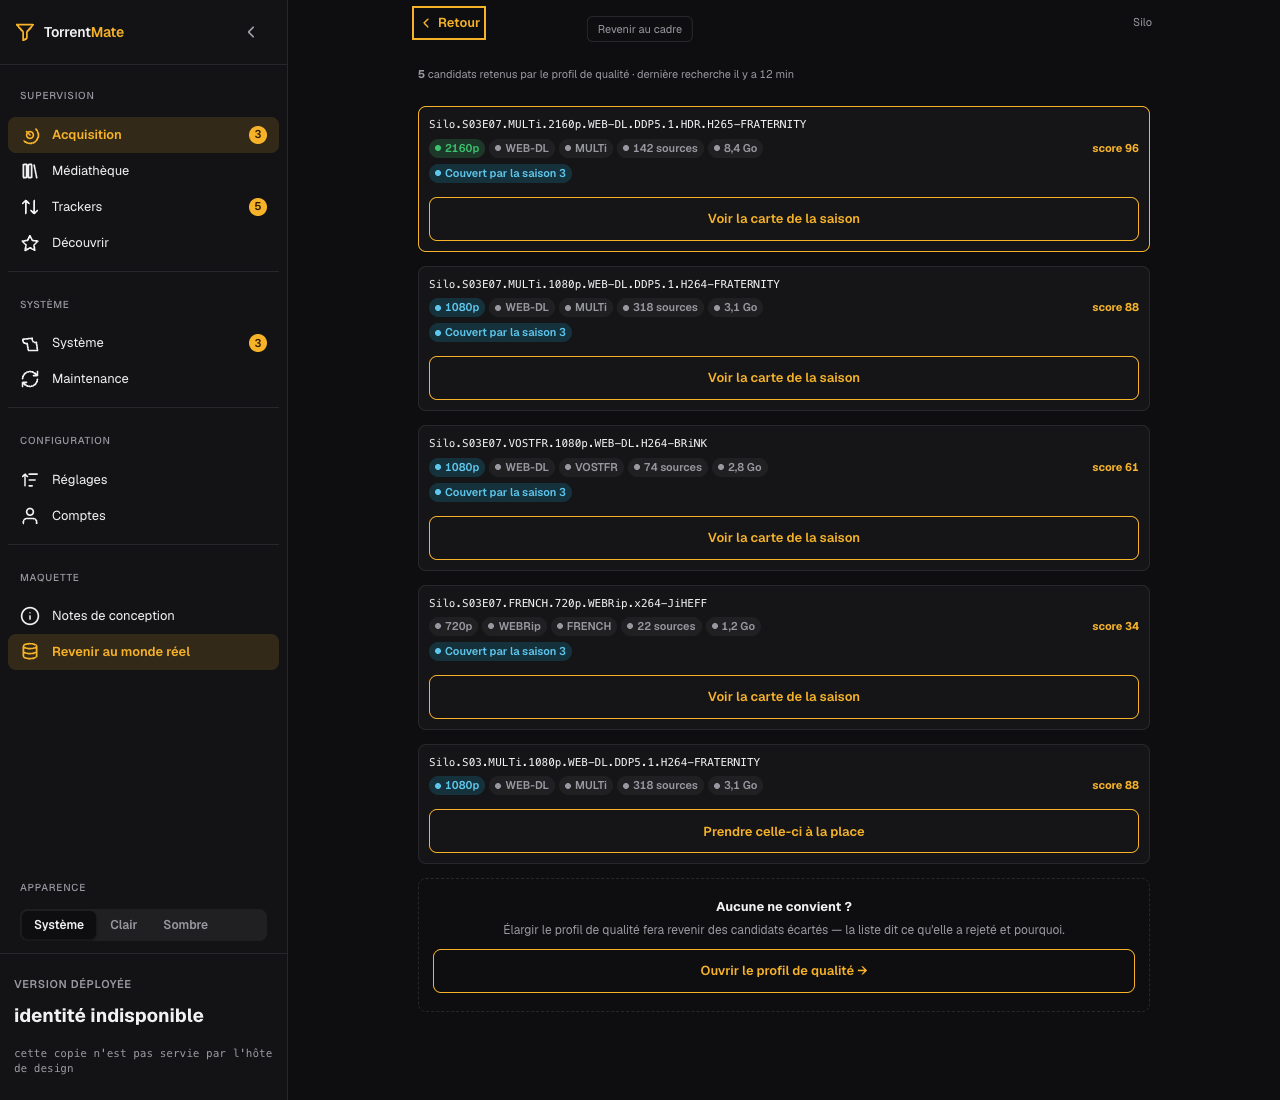 TorrentMate
SUPERVISION
Acquisition 3
Médiathèque
Trackers 5
Découvrir
SYSTÈME
Système 3
Maintenance
CONFIGURATION
Réglages
Comptes
MAQUETTE
Notes de conception
Revenir au monde réel
APPARENCE
Système Clair Sombre
VERSION DÉPLOYÉE
identité indisponible
cette copie n'est pas servie par l'hôte
de design
Retour
Revenir au cadre
Silo
5 candidats retenus par le profil de qualité · dernière recherche il y a 12 min
Silo.S03E07.MULTi.2160p.WEB-DL.DDP5.1.HDR.H265-FRATERNITY
2160p WEB-DL MULTi 142 sources 8,4 Go score 96
Couvert par la saison 3
Voir la carte de la saison
Silo.S03E07.MULTi.1080p.WEB-DL.DDP5.1.H264-FRATERNITY
1080p WEB-DL MULTi 318 sources 3,1 Go score 88
Couvert par la saison 3
Voir la carte de la saison
Silo.S03E07.VOSTFR.1080p.WEB-DL.H264-BRiNK
1080p WEB-DL VOSTFR 74 sources 2,8 Go score 61
Couvert par la saison 3
Voir la carte de la saison
Silo.S03E07.FRENCH.720p.WEBRip.x264-JiHEFF
720p WEBRip FRENCH 22 sources 1,2 Go score 34
Couvert par la saison 3
Voir la carte de la saison
Silo.S03.MULTi.1080p.WEB-DL.DDP5.1.H264-FRATERNITY
1080p WEB-DL MULTi 318 sources 3,1 Go score 88
Prendre celle-ci à la place
Aucune ne convient ?
Élargir le profil de qualité fera revenir des candidats écartés — la liste dit ce qu'elle a rejeté et pourquoi.
Ouvrir le profil de qualité →